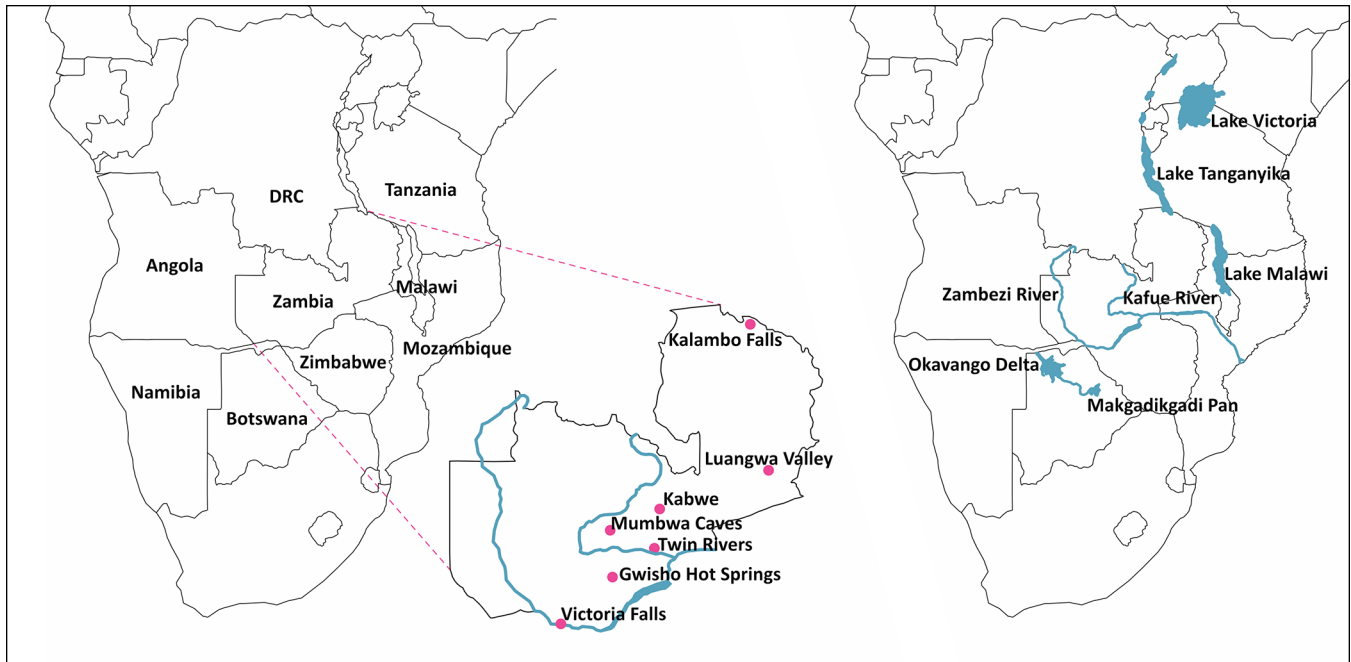 DRC
Tanzania
Angola
Zambia
Malawi
Zimbabwe
Mozambique
Namibia
Botswana
Kalambo Falls
Luangwa Valley
Kabwe
Mumbwa Caves
Twin Rivers
Gwisho Hot Springs
Victoria Falls
Lake Victoria
Lake Tanganyika
Lake Malawi
Zambezi River
Kafue River
Okavango Delta
Makgadikgadi Pan